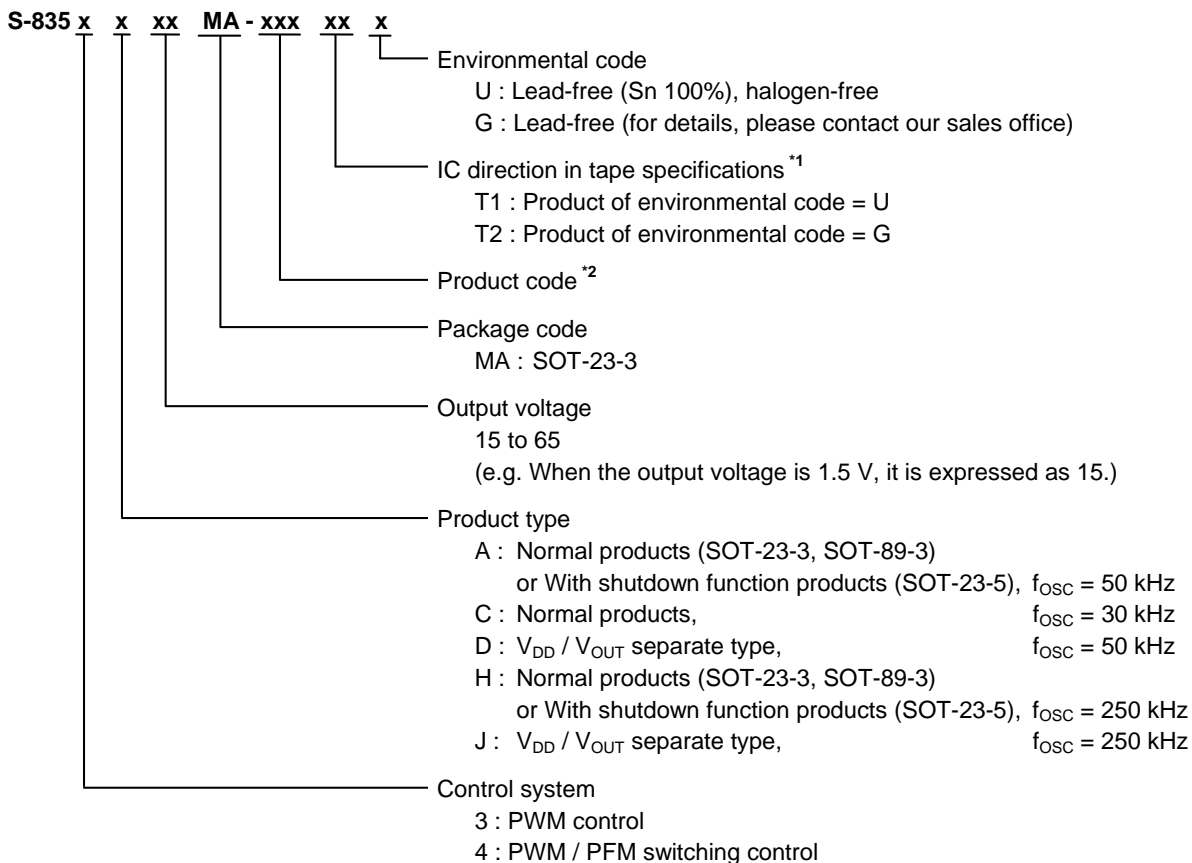 S-835 x x xx MA - xxx xx x
Environmental code
U : Lead-free (Sn 100%), halogen-free
G : Lead-free (for details, please contact our sales office)
IC direction in tape specifications *1
T1 : Product of environmental code = U
T2 : Product of environmental code = G
Product code *2
Package code
MA : SOT-23-3
Output voltage
15 to 65
(e.g. When the output voltage is 1.5 V, it is expressed as 15.)
Product type
A : Normal products (SOT-23-3, SOT-89-3)
or With shutdown function products (SOT-23-5), fOSC = 50 kHz
C : Normal products, fOSC = 30 kHz
D : VDD / VOUT separate type, fOSC = 50 kHz
H : Normal products (SOT-23-3, SOT-89-3)
or With shutdown function products (SOT-23-5), fOSC = 250 kHz
J : VDD / VOUT separate type, fOSC = 250 kHz
Control system
3 : PWM control
4 : PWM / PFM switching control